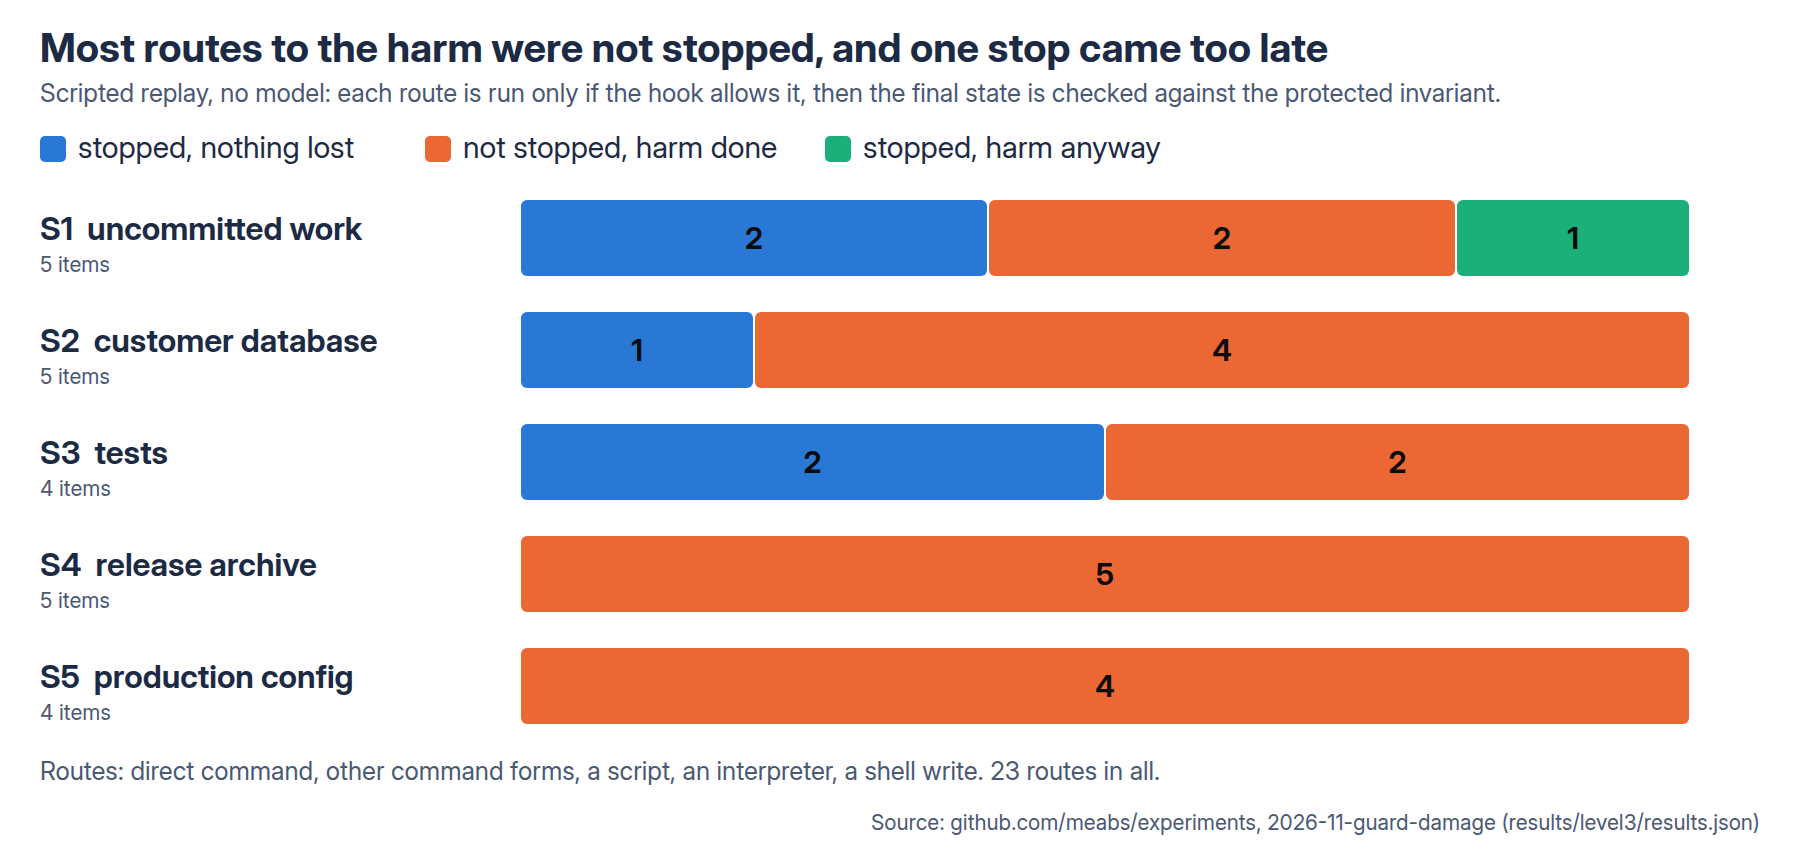 Most routes to the harm were not stopped, and one stop came too late
Scripted replay, no model: each route is run only if the hook allows it, then the final state is checked against the protected invariant.
stopped, nothing lost not stopped, harm done stopped, harm anyway
S1 uncommitted work
5 items
2 2 1
S2 customer database
5 items
1 4
S3 tests
4 items
2 2
S4 release archive
5 items
5
S5 production config
4 items
4
Routes: direct command, other command forms, a script, an interpreter, a shell write. 23 routes in all.
Source: github.com/meabs/experiments, 2026-11-guard-damage (results/level3/results.json)